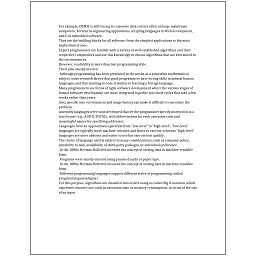 For example, COBOL is still strong in corporate data centers often on large mainframe
computers, Fortran in engineering applications, scripting languages in Web development,
and C in embedded software.
They are the building blocks for all software, from the simplest applications to the most
sophisticated ones.
Expert programmers are familiar with a variety of well-established algorithms and their
respective complexities and use this knowledge to choose algorithms that are best suited to
the circumstances.
However, readability is more than just programming style.
Their jobs usually involve:
Although programming has been presented in the media as a somewhat mathematical
subject, some research shows that good programmers have strong skills in natural human
languages, and that learning to code is similar to learning a foreign language.
Many programmers use forms of Agile software development where the various stages of
formal software development are more integrated together into short cycles that take a few
weeks rather than years.
Also, specific user environment and usage history can make it difficult to reproduce the
problem.
Assembly languages were soon developed that let the programmer specify instruction in a
text format (e.g., ADD X, TOTAL), with abbreviations for each operation code and
meaningful names for specifying addresses.
Languages form an approximate spectrum from "low-level" to "high-level"; "low-level"
languages are typically more machine-oriented and faster to execute, whereas "high-level"
languages are more abstract and easier to use but execute less quickly.
The choice of language used is subject to many considerations, such as company policy,
suitability to task, availability of third-party packages, or individual preference.
In the 1880s, Herman Hollerith invented the concept of storing data in machine-readable
form.
Programs were mostly entered using punched cards or paper tape.
In the 1880s, Herman Hollerith invented the concept of storing data in machine-readable
form.
Different programming languages support different styles of programming (called
programming paradigms).
For this purpose, algorithms are classified into orders using so-called Big O notation, which
expresses resource use, such as execution time or memory consumption, in terms of the size
of an input.